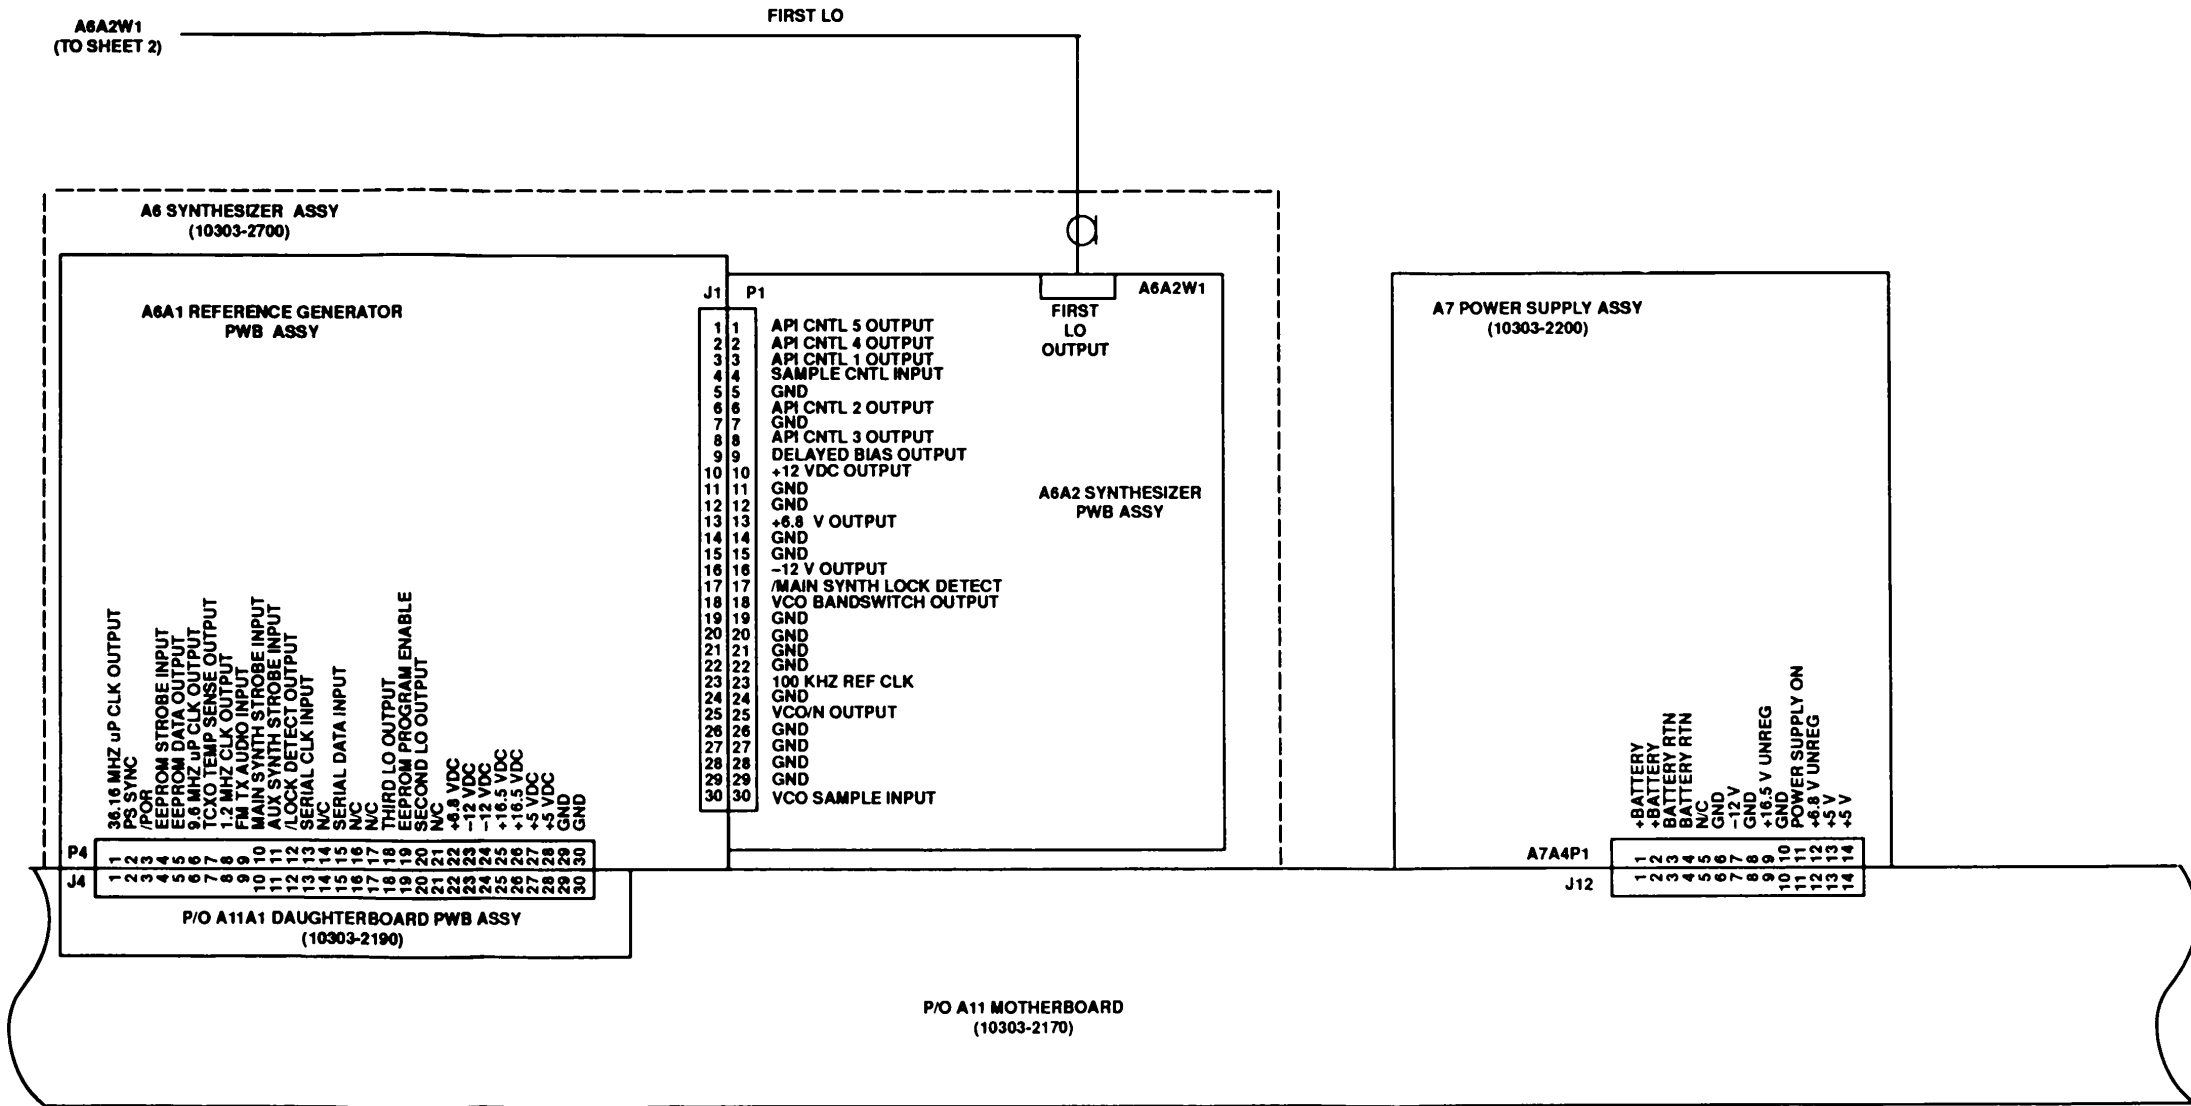 FIRST LO
A6A2W1
(TO SHEET 2)
A6 SYNTHESIZER ASSY
(10303-2700)
A6A1 REFERENCE GENERATOR
PWB ASSY
J1 P1
1 1 API CNTL 5 OUTPUT
2 2 API CNTL 4 OUTPUT
3 3 API CNTL 1 OUTPUT
4 4 SAMPLE CNTL INPUT
5 5 GND
6 6 API CNTL 2 OUTPUT
7 7 GND
8 8 API CNTL 3 OUTPUT
9 9 DELAYED BIAS OUTPUT
10 10 +12 VDC OUTPUT
11 11 GND
12 12 GND
13 13 +6.8 V OUTPUT
14 14 GND
15 15 GND
16 16 -12 V OUTPUT
17 17 /MAIN SYNTH LOCK DETECT
18 18 VCO BANDSWITCH OUTPUT
19 19 GND
20 20 GND
21 21 GND
22 22 GND
23 23 100 KHZ REF CLK
24 24 GND
25 25 VCO/N OUTPUT
26 26 GND
27 27 GND
28 28 GND
29 29 GND
30 30 VCO SAMPLE INPUT
A6A2W1
FIRST
LO
OUTPUT
A6A2 SYNTHESIZER
PWB ASSY
A7 POWER SUPPLY ASSY
(10303-2200)
36.16 MHZ uP CLK OUTPUT
PS SYNC
/POR
EEPROM STROBE INPUT
EEPROM DATA OUTPUT
9.6 MHZ uP CLK OUTPUT
TCXO TEMP SENSE OUTPUT
1.2 MHZ CLK OUTPUT
FM TX AUDIO INPUT
MAIN SYNTH STROBE INPUT
AUX SYNTH STROBE INPUT
/LOCK DETECT OUTPUT
SERIAL CLK INPUT
N/C
SERIAL DATA INPUT
N/C
N/C
THIRD LO OUTPUT
EEPROM PROGRAM ENABLE
SECOND LO OUTPUT
N/C
+6.8 VDC
-12 VDC
-12 VDC
+16.5 VDC
+16.5 VDC
+5 VDC
+5 VDC
GND
GND
P4 1 2 3 4 5 6 7 8 9 10 11 12 13 14 15 16 17 18 19 20 21 22 23 24 25 26 27 28 29 30
J4 1 2 3 4 5 6 7 8 9 10 11 12 13 14 15 16 17 18 19 20 21 22 23 24 25 26 27 28 29 30
P/O A11A1 DAUGHTERBOARD PWB ASSY
(10303-2190)
+BATTERY
+BATTERY
BATTERY RTN
BATTERY RTN
N/C
GND
-12 V
GND
+16.5 V UNREG
GND
POWER SUPPLY ON
+6.8 V UNREG
+5 V
+5 V
A7A4P1 1 2 3 4 5 6 7 8 9 10 11 12 13 14
J12 1 2 3 4 5 6 7 8 9 10 11 12 13 14
P/O A11 MOTHERBOARD
(10303-2170)